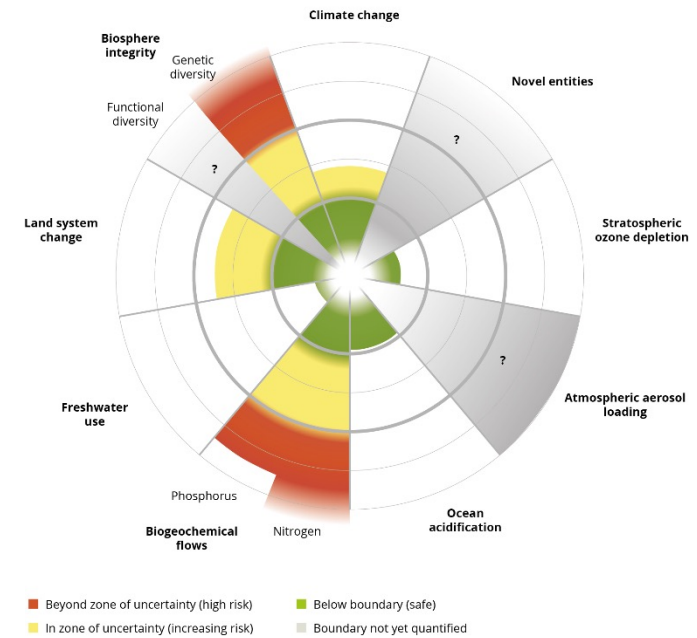 Climate change
Biosphere
integrity
Genetic
diversity
Novel entities
Functional
diversity
?
?
Land system
change
Stratospheric
ozone depletion
?
Atmospheric aerosol
loading
Freshwater
use
Phosphorus
Ocean
acidification
Biogeochemical
flows
Nitrogen
Beyond zone of uncertainty (high risk)
Below boundary (safe)
In zone of uncertainty (increasing risk)
Boundary not yet quantified